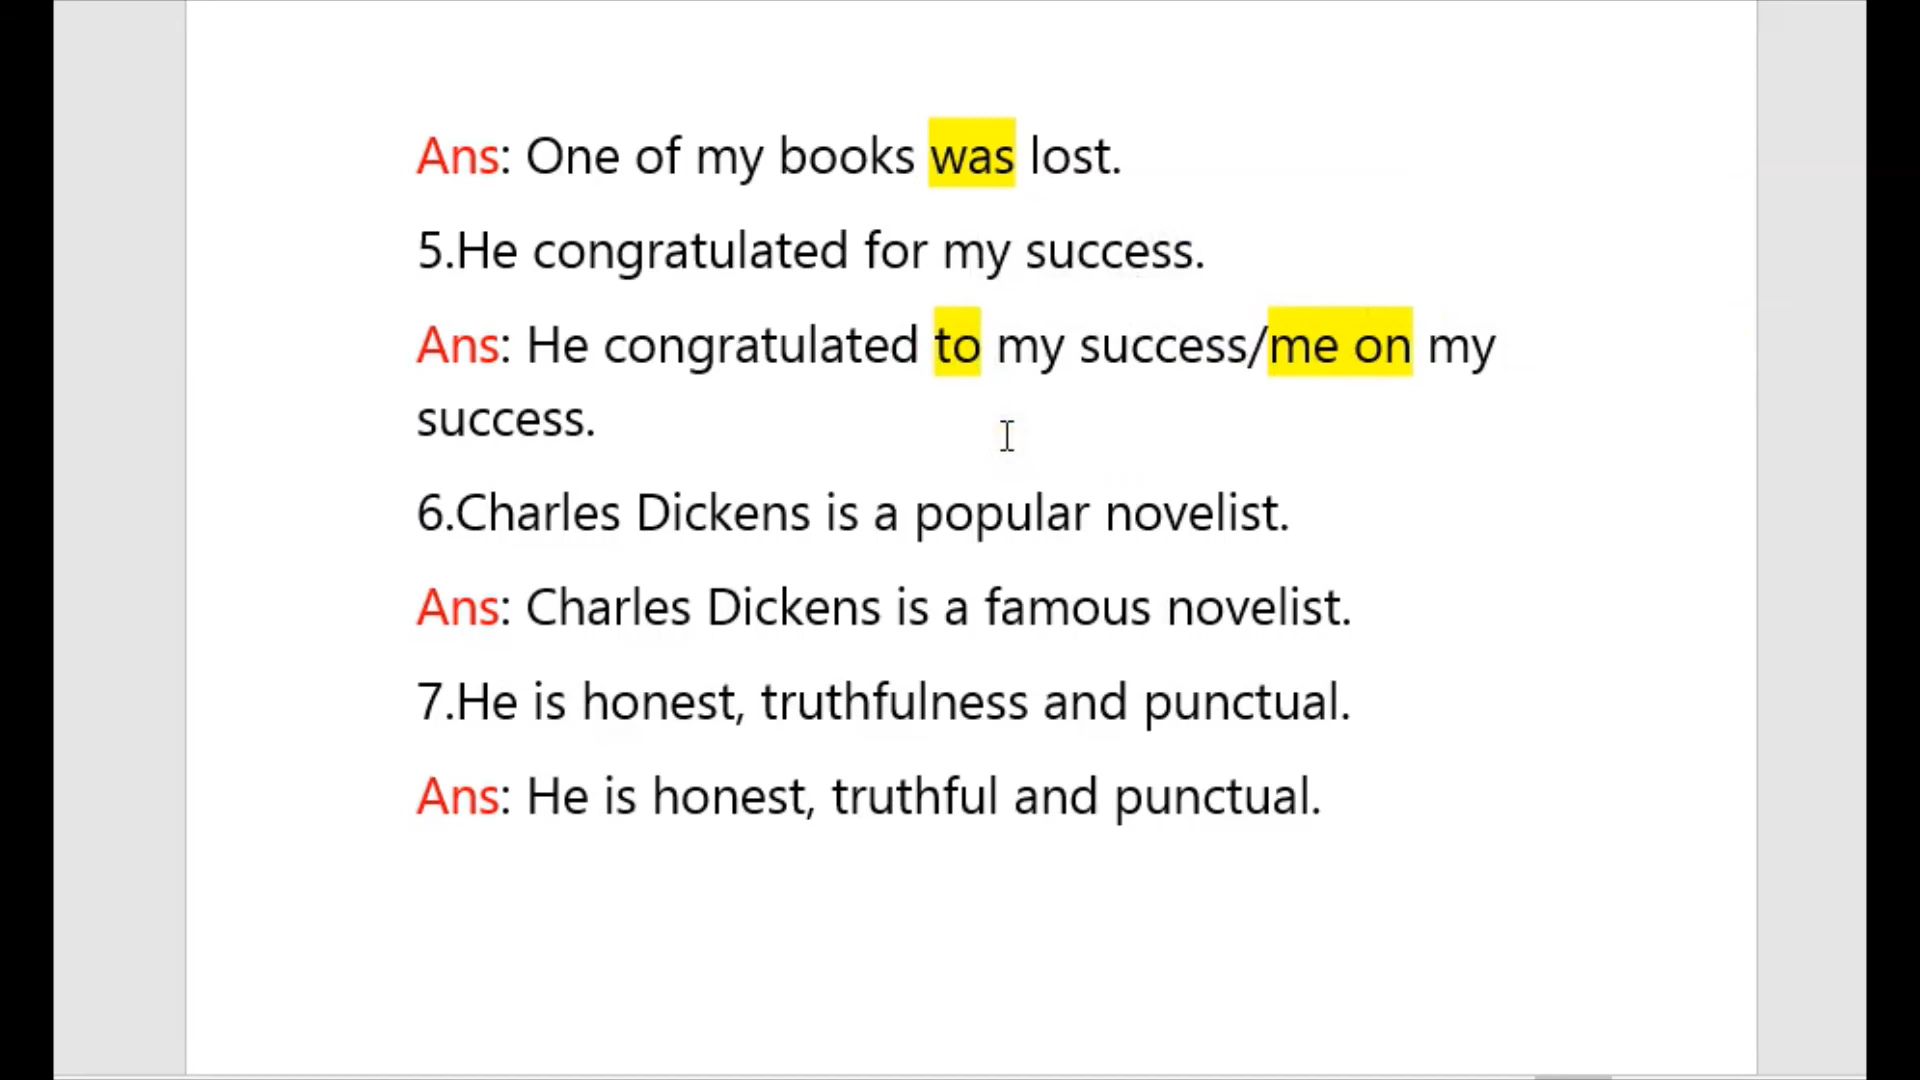 Ans: One of my books was lost.
5.He congratulated for my success.
Ans: He congratulated to my success/me on my
success.
6.Charles Dickens is a popular novelist.
Ans: Charles Dickens is a famous novelist.
7.He is honest, truthfulness and punctual.
Ans: He is honest, truthful and punctual.